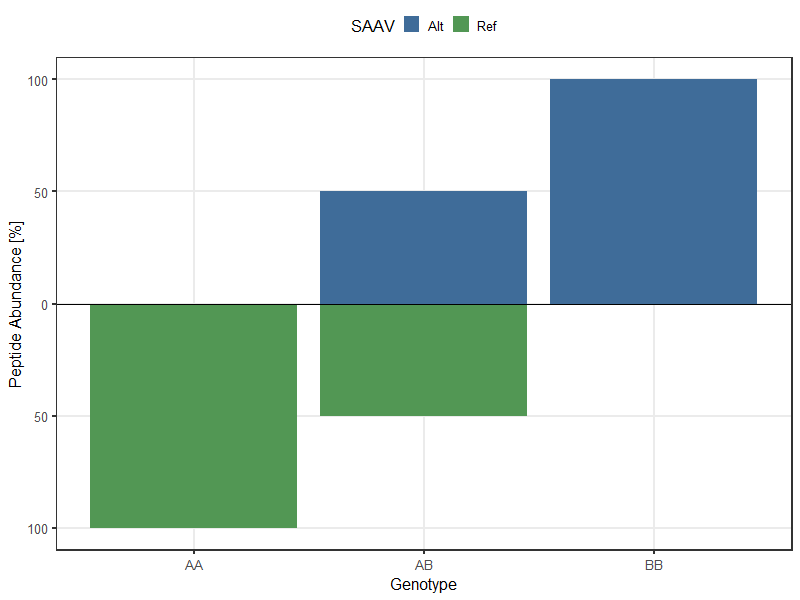 SAAV Alt Ref
Peptide Abundance [%]
100
50
0
50
100
AA AB BB
Genotype